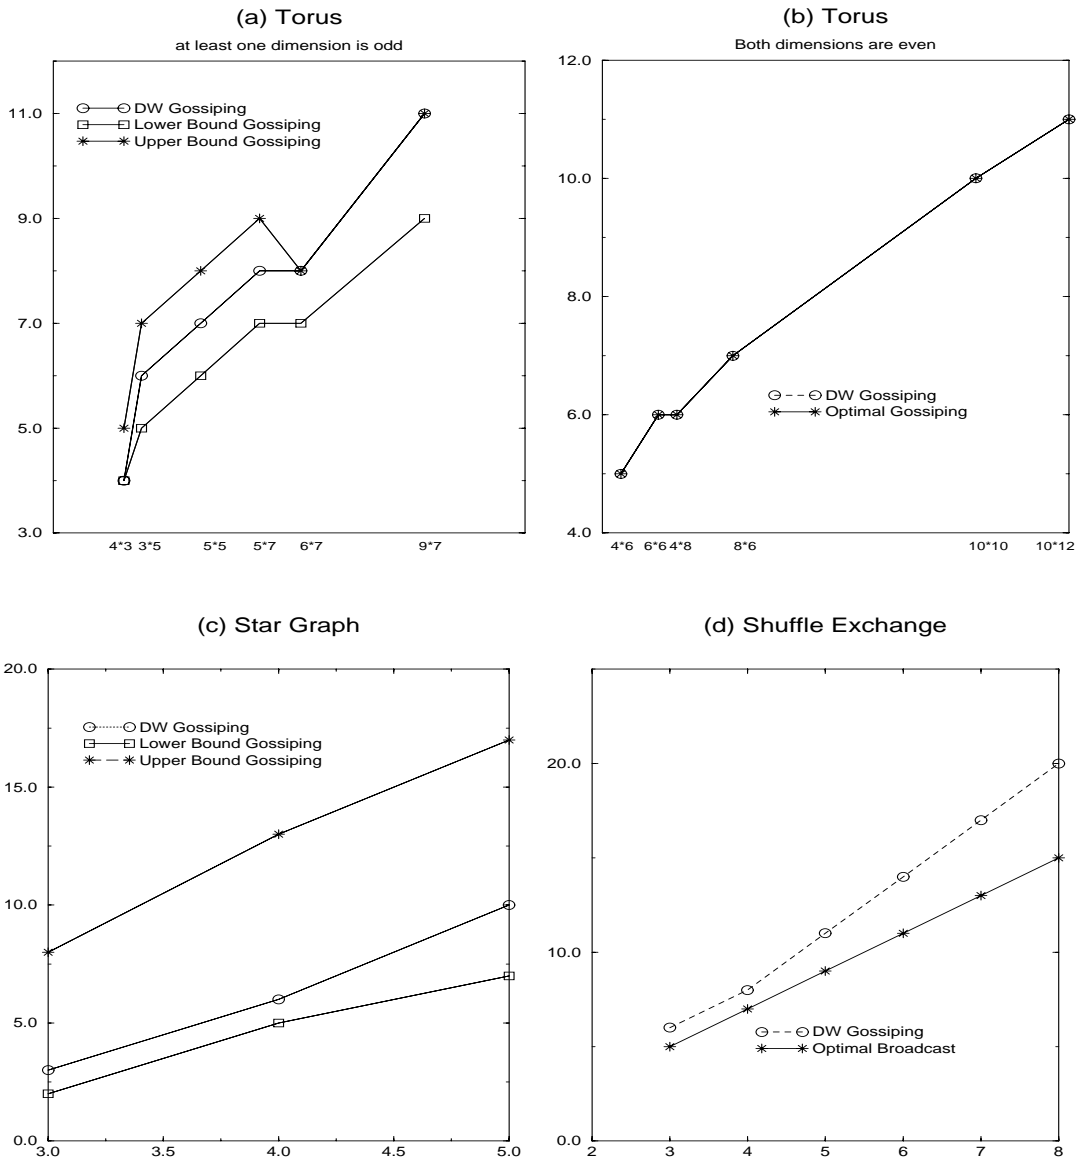 (a) Torus
at least one dimension is odd
DW Gossiping
Lower Bound Gossiping
Upper Bound Gossiping
11.0
9.0
7.0
5.0
3.0
4*3 3*5 5*5 5*7 6*7 9*7
(b) Torus
Both dimensions are even
12.0
10.0
8.0
6.0
4.0
DW Gossiping
Optimal Gossiping
4*6 6*6 4*8 8*6 10*10 10*12
(c) Star Graph
20.0
15.0
10.0
5.0
0.0
DW Gossiping
Lower Bound Gossiping
Upper Bound Gossiping
3.0 3.5 4.0 4.5 5.0
(d) Shuffle Exchange
20.0
10.0
0.0
DW Gossiping
Optimal Broadcast
2 3 4 5 6 7 8